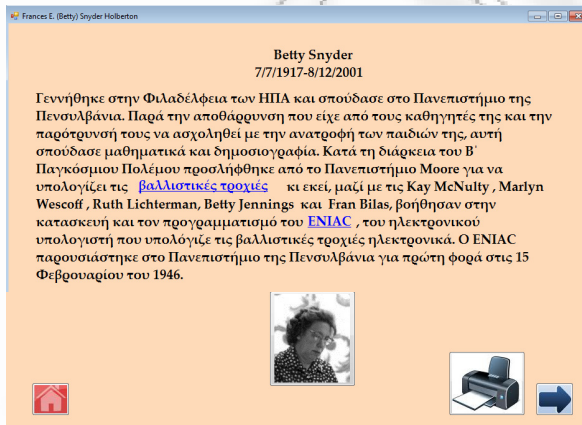 Frances E. (Betty) Snyder Holberton
Betty Snyder
7/7/1917-8/12/2001
Γεννήθηκε στην Φιλαδέλφεια των ΗΠΑ και σπούδασε στο Πανεπιστήμιο της
Πενσυλβάνια. Παρά την αποθάρρυνση που είχε από τους καθηγητές της και την
παρότρυνσή τους να ασχοληθεί με την ανατροφή των παιδιών της, αυτή
σπούδασε μαθηματικά και δημοσιογραφία. Κατά τη διάρκεια του Β΄
Παγκόσμιου Πολέμου προσλήφθηκε από το Πανεπιστήμιο Moore για να
υπολογίζει τις βαλλιστικές τροχιές κι εκεί, μαζί με τις Kay McNulty , Marlyn
Wescoff , Ruth Lichterman, Betty Jennings και Fran Bilas, βοήθησαν στην
κατασκευή και τον προγραμματισμό του ENIAC , του ηλεκτρονικού
υπολογιστή που υπολόγιζε τις βαλλιστικές τροχιές ηλεκτρονικά. Ο ENIAC
παρουσιάστηκε στο Πανεπιστήμιο της Πενσυλβάνια για πρώτη φορά στις 15
Φεβρουαρίου του 1946.